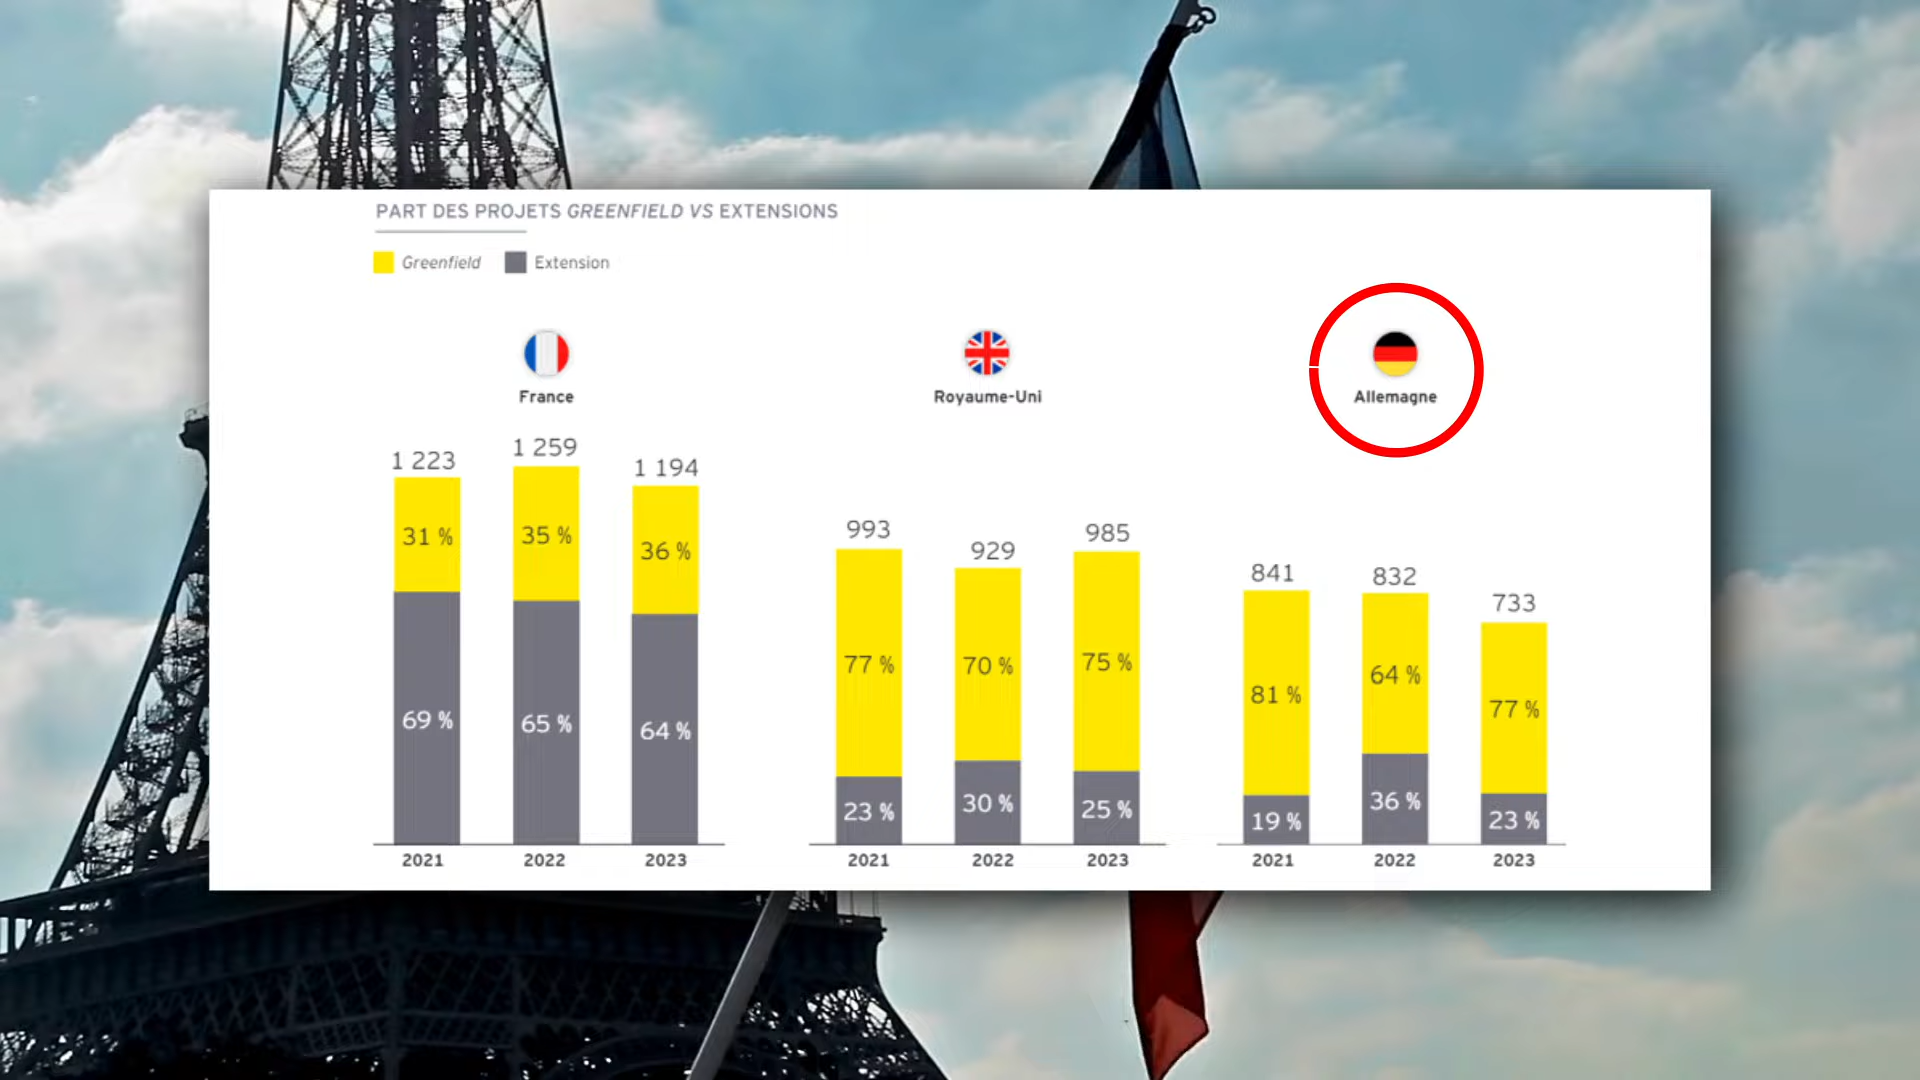 PART DES PROJETS GREENFIELD VS EXTENSIONS
Greenfield Extension
France Royaume-Uni Allemagne
1 223 1 259 1 194
31 % 35 % 36 %
69 % 65 % 64 %
2021 2022 2023
993 929 985
77 % 70 % 75 %
23 % 30 % 25 %
2021 2022 2023
841 832 733
81 % 64 % 77 %
19 % 36 % 23 %
2021 2022 2023